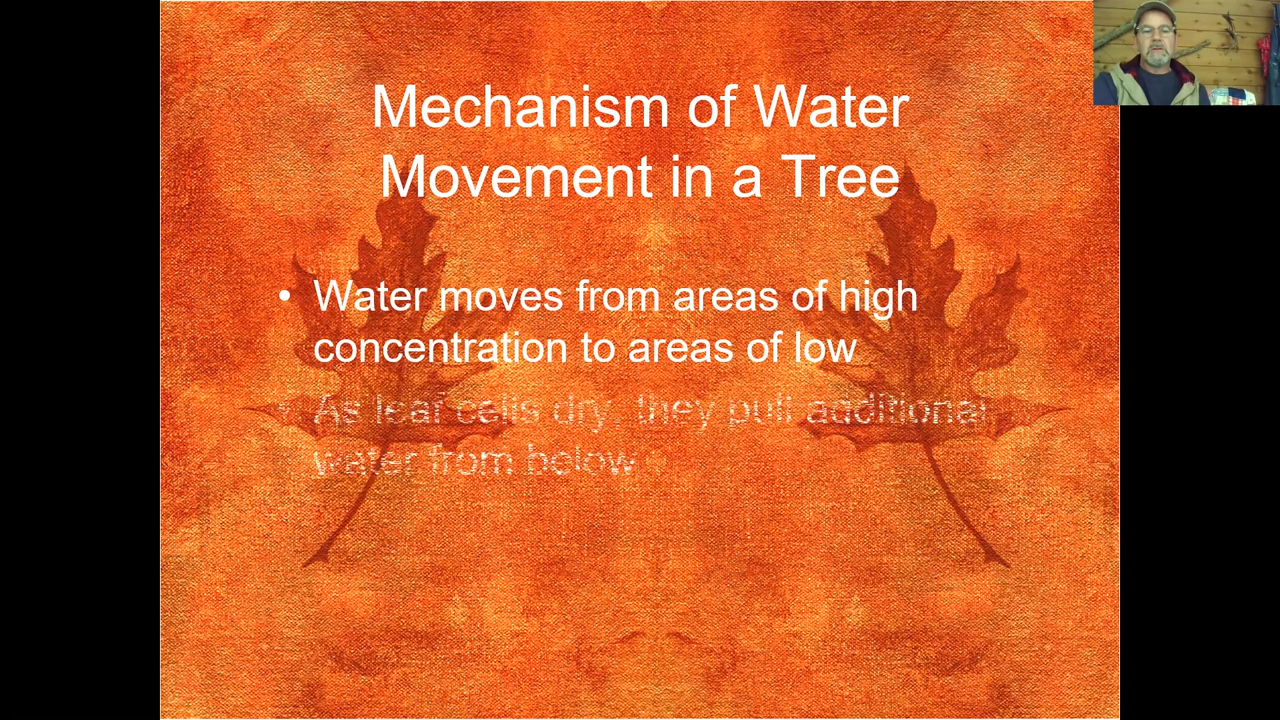 Mechanism of Water
Movement in a Tree
• Water moves from areas of high
concentration to areas of low
• As leaf cells dry, they pull additional
water from below